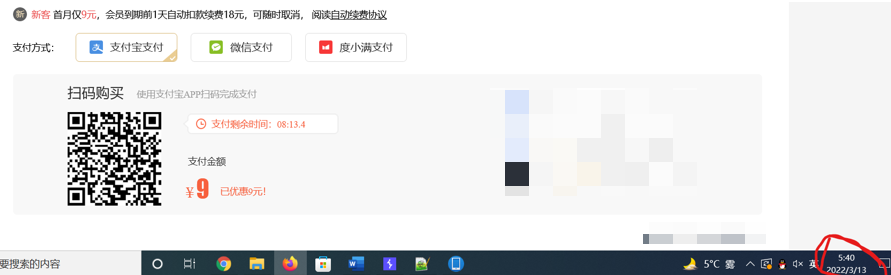 新 新客 首月仅9元，会员到期前1天自动扣款续费18元，可随时取消， 阅读自动续费协议
支付方式： 支 支付宝支付 微信支付 度小满支付
扫码购买 使用支付宝APP扫码完成支付
支付剩余时间：08:13.4
支付金额
¥9 已优惠9元！
要搜索的内容 W 5°C 雾 英 5:40
2022/3/13